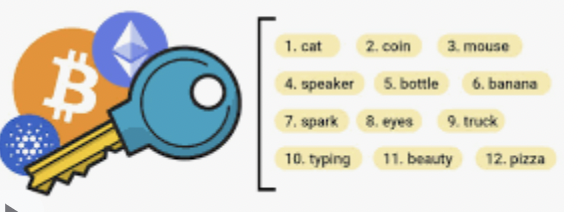 1. cat 2. coin 3. mouse
4. speaker 5. bottle 6. banana
7. spark 8. eyes 9. truck
10. typing 11. beauty 12. pizza